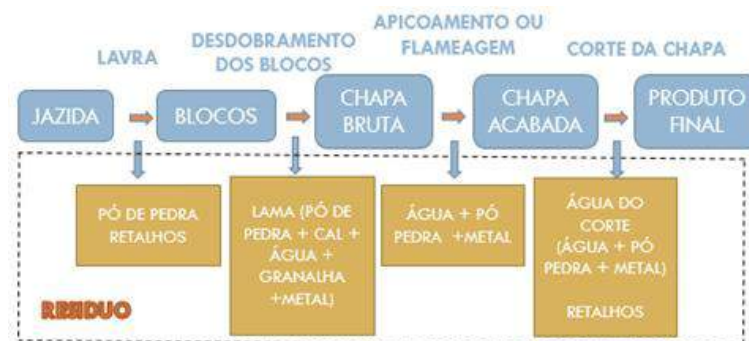 LAVRA
DESDOBRAMENTO
DOS BLOCOS
APICOAMENTO OU
FLAMEAGEM
CORTE DA CHAPA
JAZIDA
BLOCOS
CHAPA
BRUTA
CHAPA
ACABADA
PRODUTO
FINAL
PÓ DE PEDRA
RETALHOS
LAMA (PÓ DE
PEDRA + CAL +
ÁGUA +
GRANALHA
+METAL)
ÁGUA + PÓ
PEDRA +METAL
ÁGUA DO
CORTE
(ÁGUA + PÓ
PEDRA + METAL)
RETALHOS
RESÍDUO